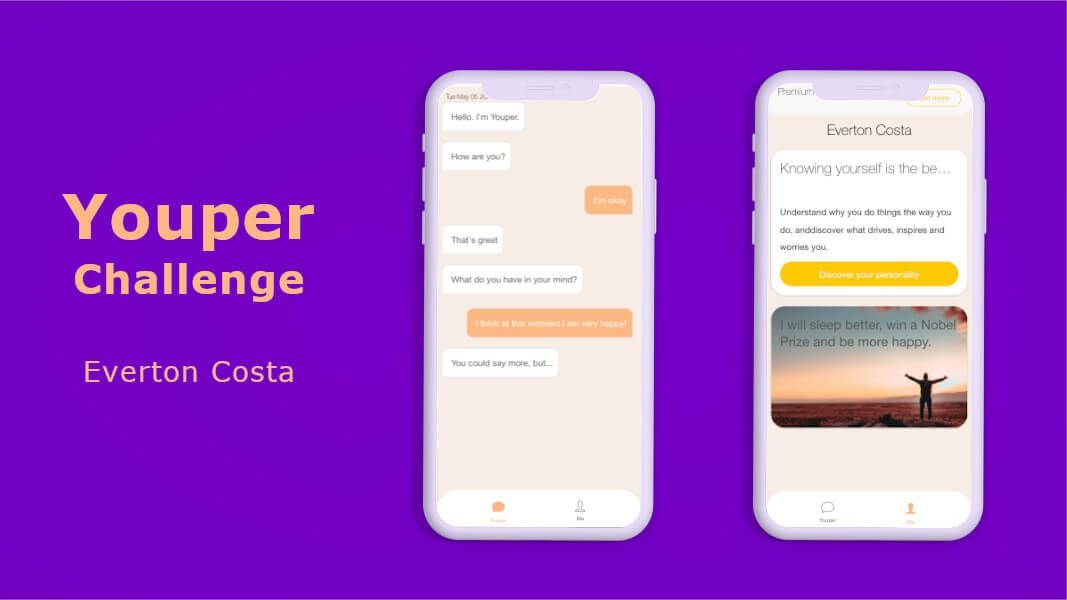 Youper
Challenge
Everton Costa
Tue May 05
Hello. I'm Youper.
How are you?
I'm okay
That's great
What do you have in your mind?
I think at this moment I am very happy!
You could say more, but...
Youper
Me
Premium
more
Everton Costa
Knowing yourself is the be...
Understand why you do things the way you
do, anddiscover what drives, inspires and
worries you.
Discover your personality
I will sleep better, win a Nobel
Prize and be more happy.
Youper
Me